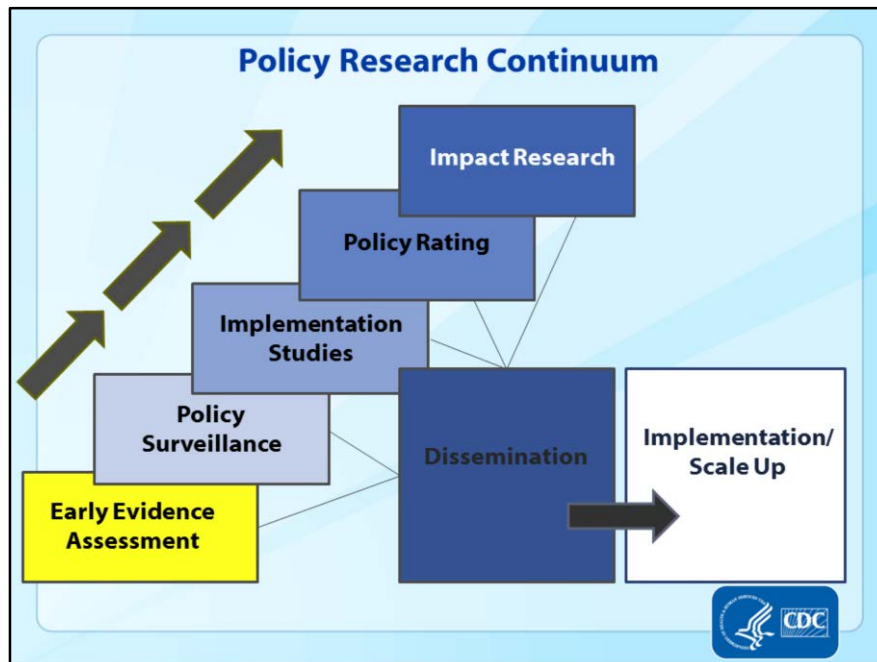 Policy Research Continuum
Impact Research
Policy Rating
Implementation
Studies
Policy
Surveillance
Early Evidence
Assessment
Dissemination
Implementation/
Scale Up
CDC